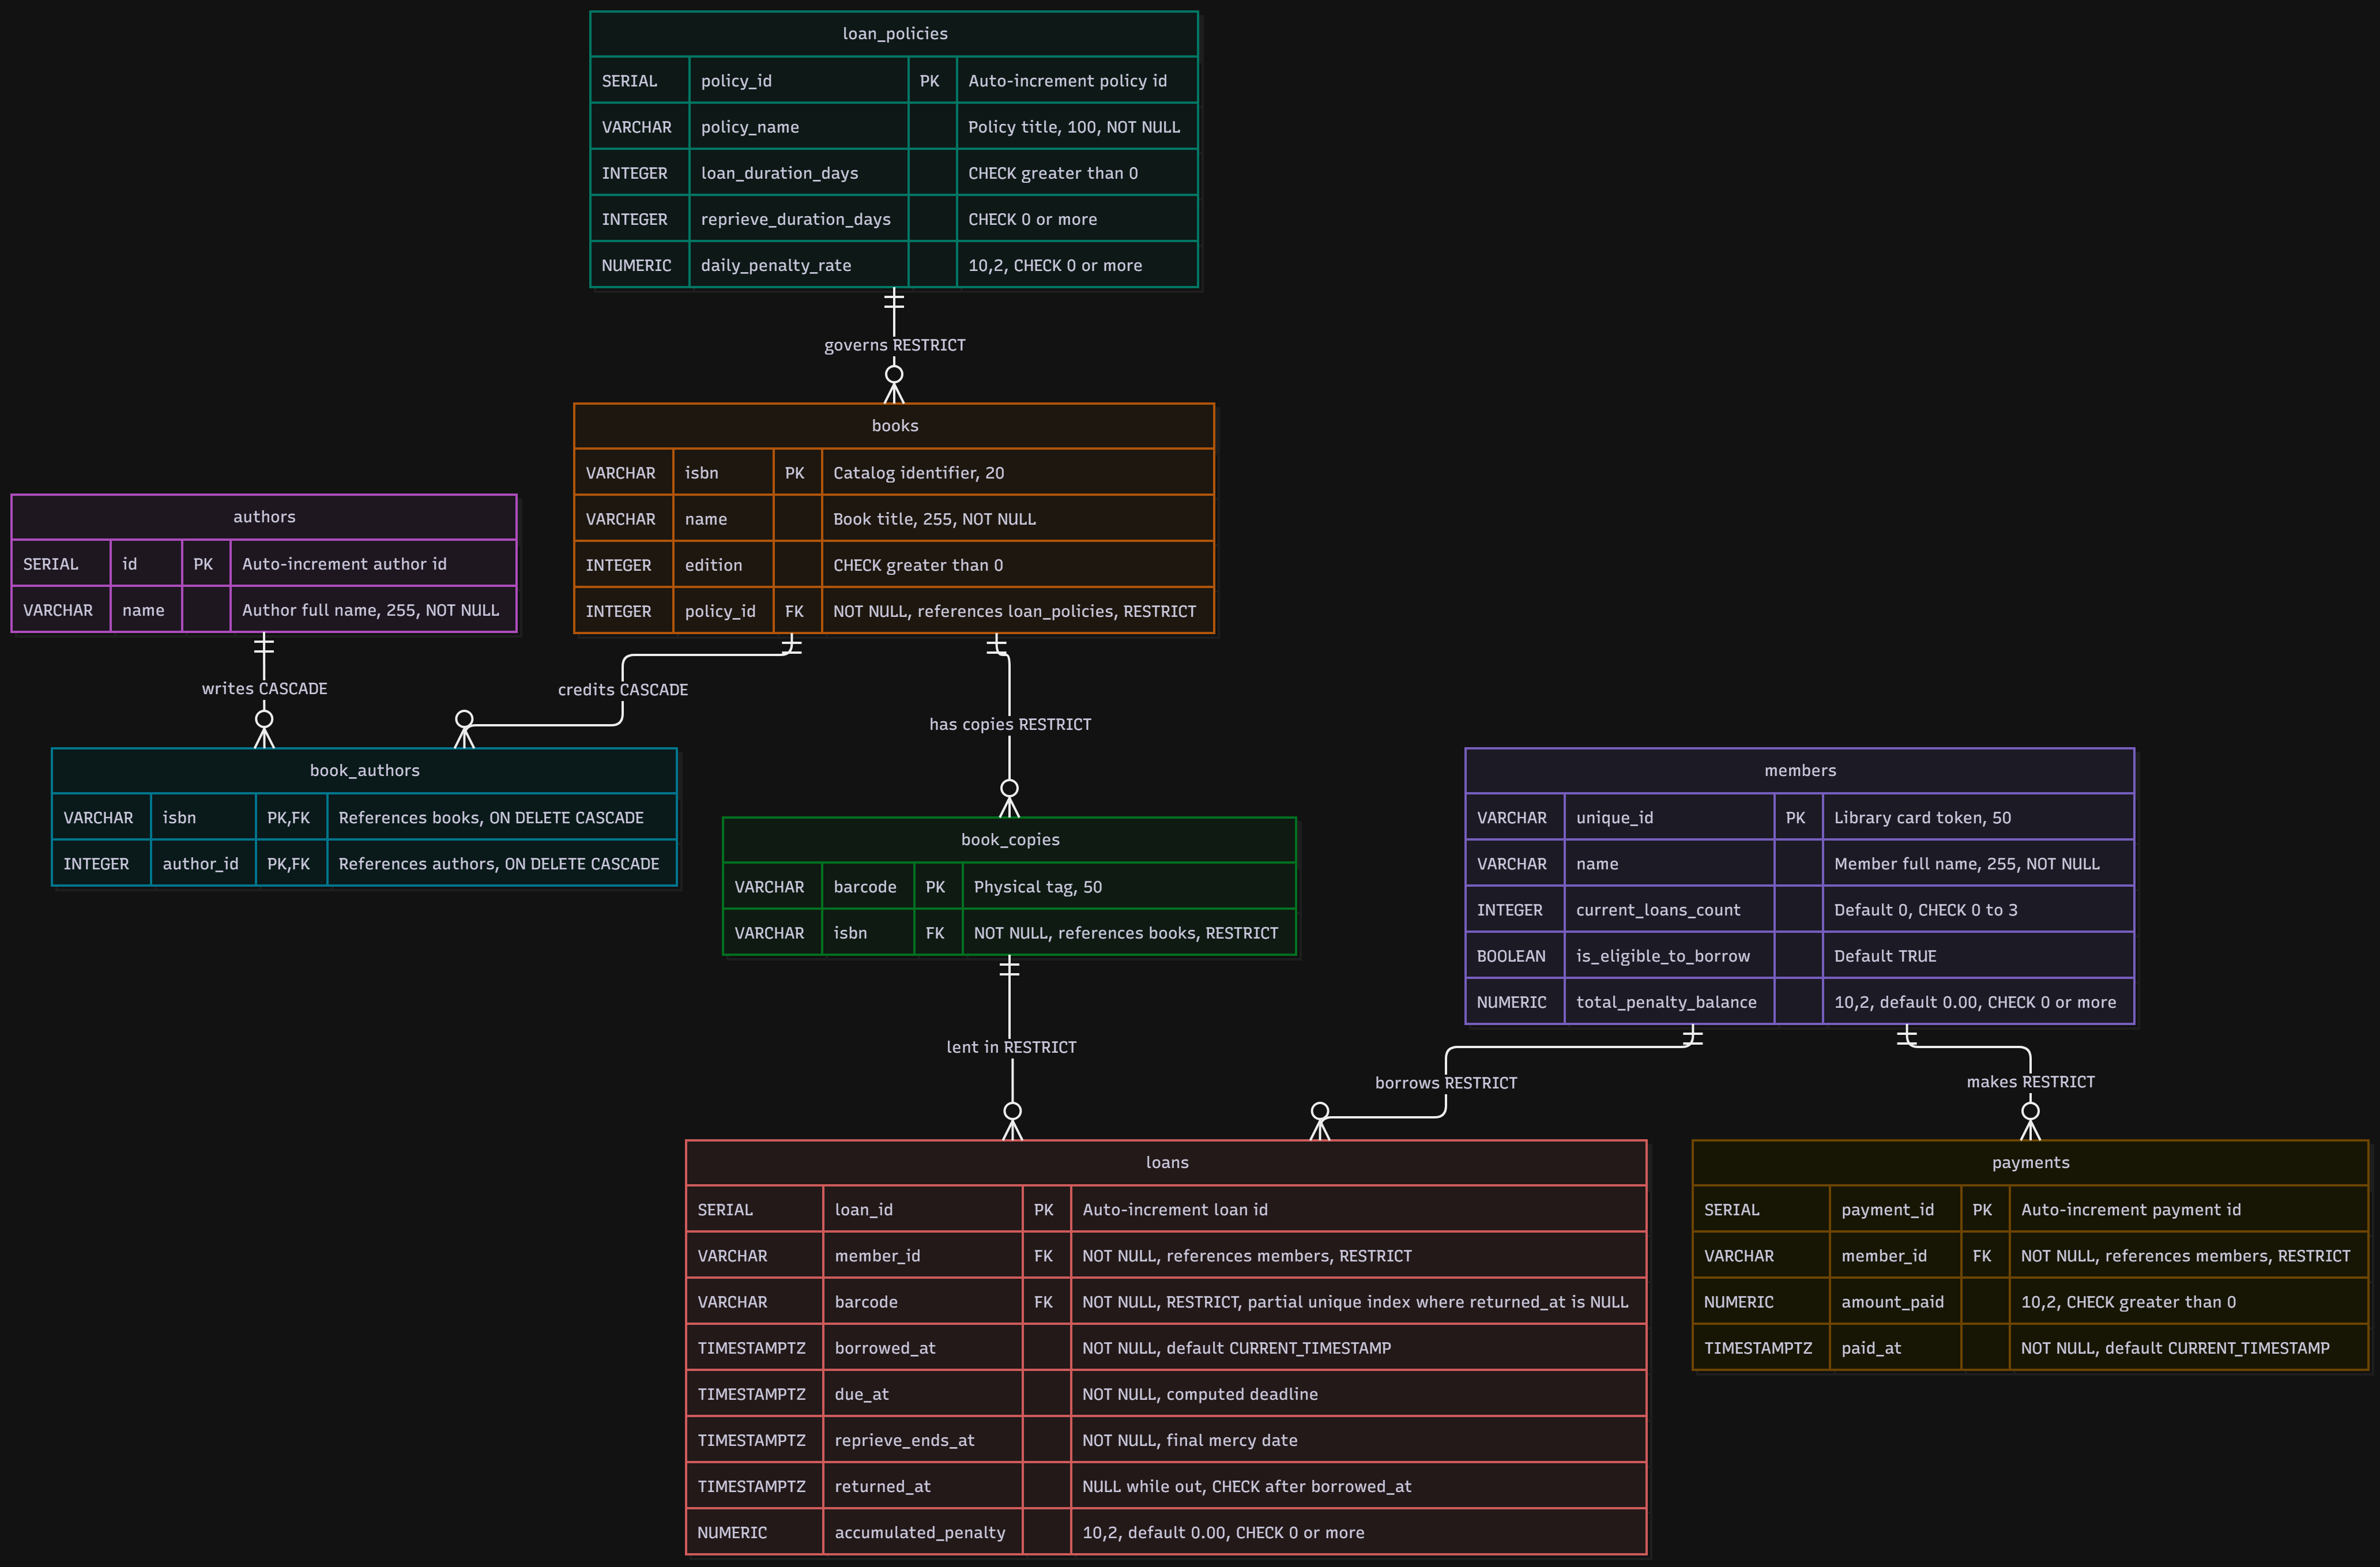 loan_policies
SERIAL policy_id PK Auto-increment policy id
VARCHAR policy_name Policy title, 100, NOT NULL
INTEGER loan_duration_days CHECK greater than 0
INTEGER reprieve_duration_days CHECK 0 or more
NUMERIC daily_penalty_rate 10,2, CHECK 0 or more
governs RESTRICT
books
VARCHAR isbn PK Catalog identifier, 20
VARCHAR name Book title, 255, NOT NULL
INTEGER edition CHECK greater than 0
INTEGER policy_id FK NOT NULL, references loan_policies, RESTRICT
authors
SERIAL id PK Auto-increment author id
VARCHAR name Author full name, 255, NOT NULL
writes CASCADE
credits CASCADE
has copies RESTRICT
book_authors
VARCHAR isbn PK,FK References books, ON DELETE CASCADE
INTEGER author_id PK,FK References authors, ON DELETE CASCADE
book_copies
VARCHAR barcode PK Physical tag, 50
VARCHAR isbn FK NOT NULL, references books, RESTRICT
members
VARCHAR unique_id PK Library card token, 50
VARCHAR name Member full name, 255, NOT NULL
INTEGER current_loans_count Default 0, CHECK 0 to 3
BOOLEAN is_eligible_to_borrow Default TRUE
NUMERIC total_penalty_balance 10,2, default 0.00, CHECK 0 or more
lent in RESTRICT
borrows RESTRICT
makes RESTRICT
loans
SERIAL loan_id PK Auto-increment loan id
VARCHAR member_id FK NOT NULL, references members, RESTRICT
VARCHAR barcode FK NOT NULL, RESTRICT, partial unique index where returned_at is NULL
TIMESTAMPTZ borrowed_at NOT NULL, default CURRENT_TIMESTAMP
TIMESTAMPTZ due_at NOT NULL, computed deadline
TIMESTAMPTZ reprieve_ends_at NOT NULL, final mercy date
TIMESTAMPTZ returned_at NULL while out, CHECK after borrowed_at
NUMERIC accumulated_penalty 10,2, default 0.00, CHECK 0 or more
payments
SERIAL payment_id PK Auto-increment payment id
VARCHAR member_id FK NOT NULL, references members, RESTRICT
NUMERIC amount_paid 10,2, CHECK greater than 0
TIMESTAMPTZ paid_at NOT NULL, default CURRENT_TIMESTAMP